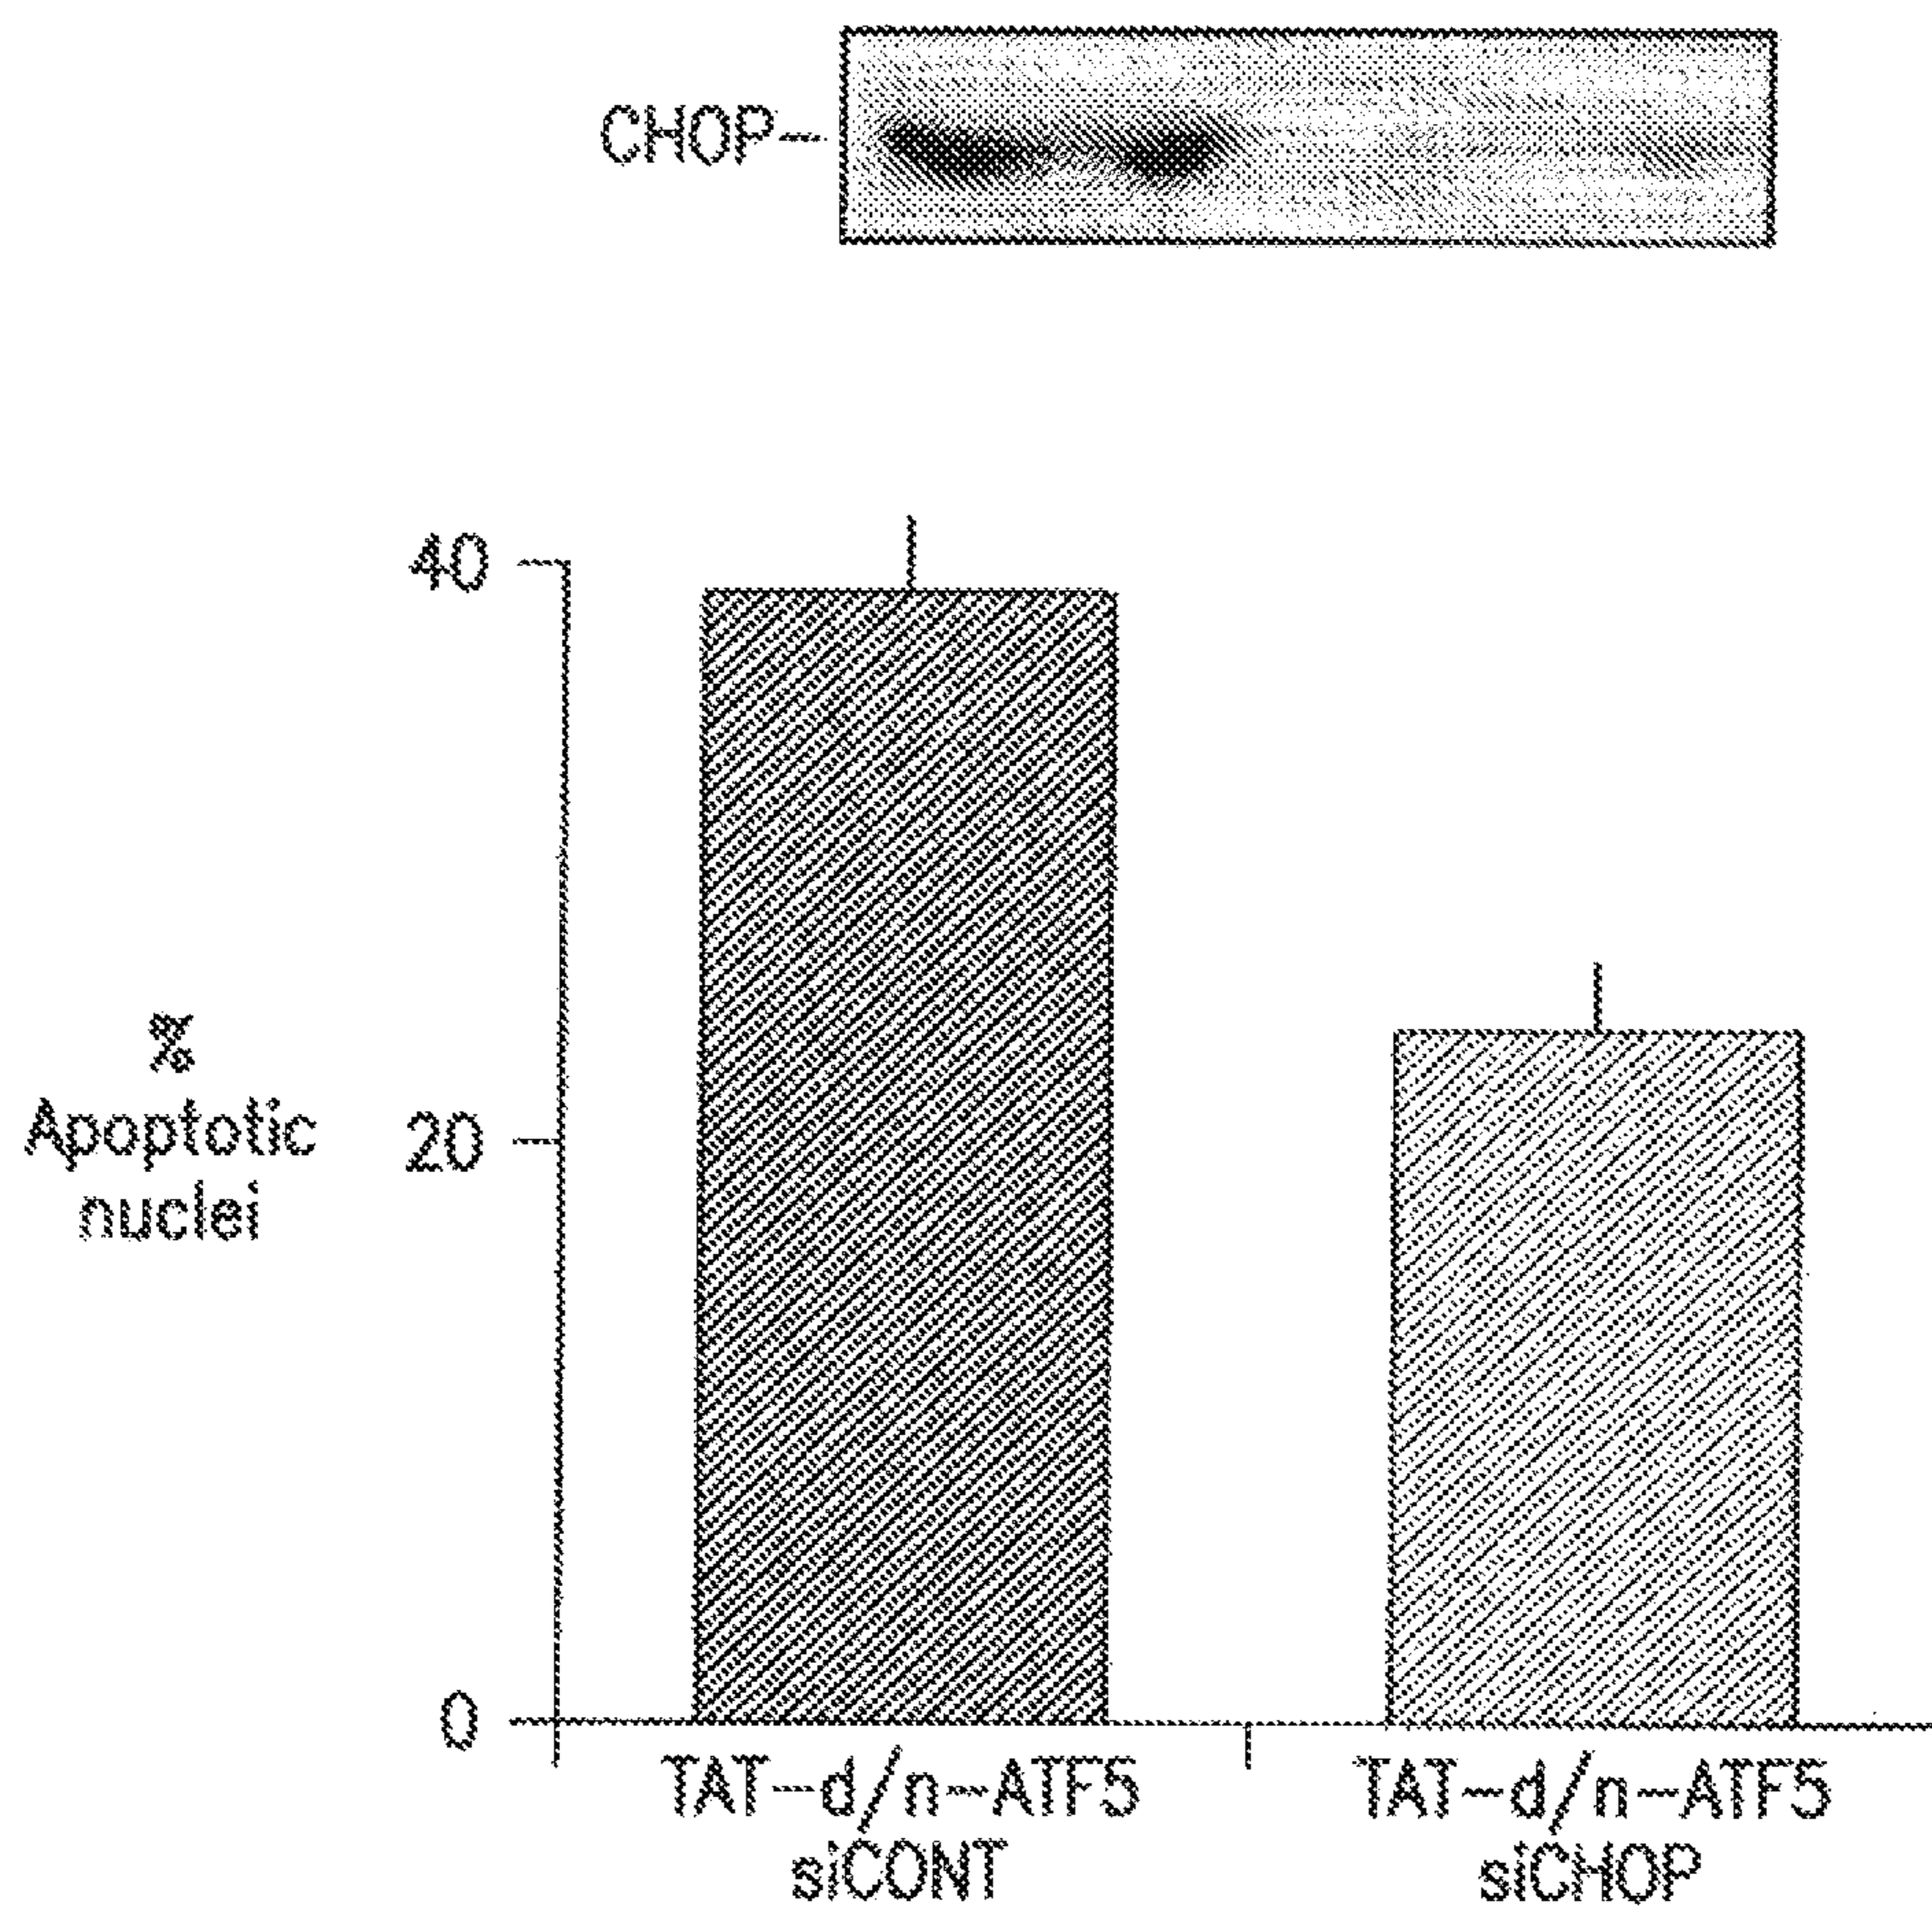 CHOP-
40
%
Apoptotic
nuclei
20
0
TAT-d/n-ATF5
siCONT
TAT-d/n-ATF5
siCHOP